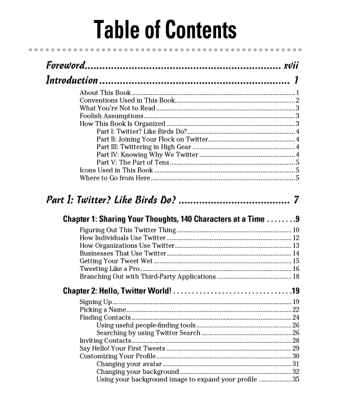 Table of Contents
Foreword.......................................................................... xvii
Introduction .................................................................. 1
About This Book.................................................................................. 1
Conventions Used in This Book.......................................................... 2
What You're Not to Read..................................................................... 3
Foolish Assumptions........................................................................... 3
How This Book Is Organized............................................................... 3
Part I: Twitter? Like Birds Do?...................................................... 4
Part II: Joining Your Flock on Twitter........................................... 4
Part III: Twittering in High Gear.................................................... 4
Part IV: Knowing Why We Twitter ................................................ 4
Part V: The Part of Tens................................................................ 5
Icons Used in This Book ..................................................................... 5
Where to Go from Here....................................................................... 5
Part I: Twitter? Like Birds Do? ....................................... 7
Chapter 1: Sharing Your Thoughts, 140 Characters at a Time . . . . . . . .9
Figuring Out This Twitter Thing ........................................................ 10
How Individuals Use Twitter .............................................................. 12
How Organizations Use Twitter.......................................................... 13
Businesses That Use Twitter............................................................... 14
Getting Your Tweet Wet ..................................................................... 15
Tweeting Like a Pro............................................................................ 16
Branching Out with Third-Party Applications..................................... 18
Chapter 2: Hello, Twitter World! . . . . . . . . . . . . . . . . . . . . . . . . . . . . . .19
Signing Up.......................................................................................... 19
Picking a Name................................................................................... 22
Finding Contacts................................................................................. 24
Using useful people-finding tools.................................................. 26
Searching by using Twitter Search ................................................ 26
Inviting Contacts................................................................................. 28
Say Hello! Your First Tweets .............................................................. 29
Customizing Your Profile.................................................................... 30
Changing your avatar.................................................................... 31
Changing your background ........................................................... 32
Using your background image to expand your profile .................. 35